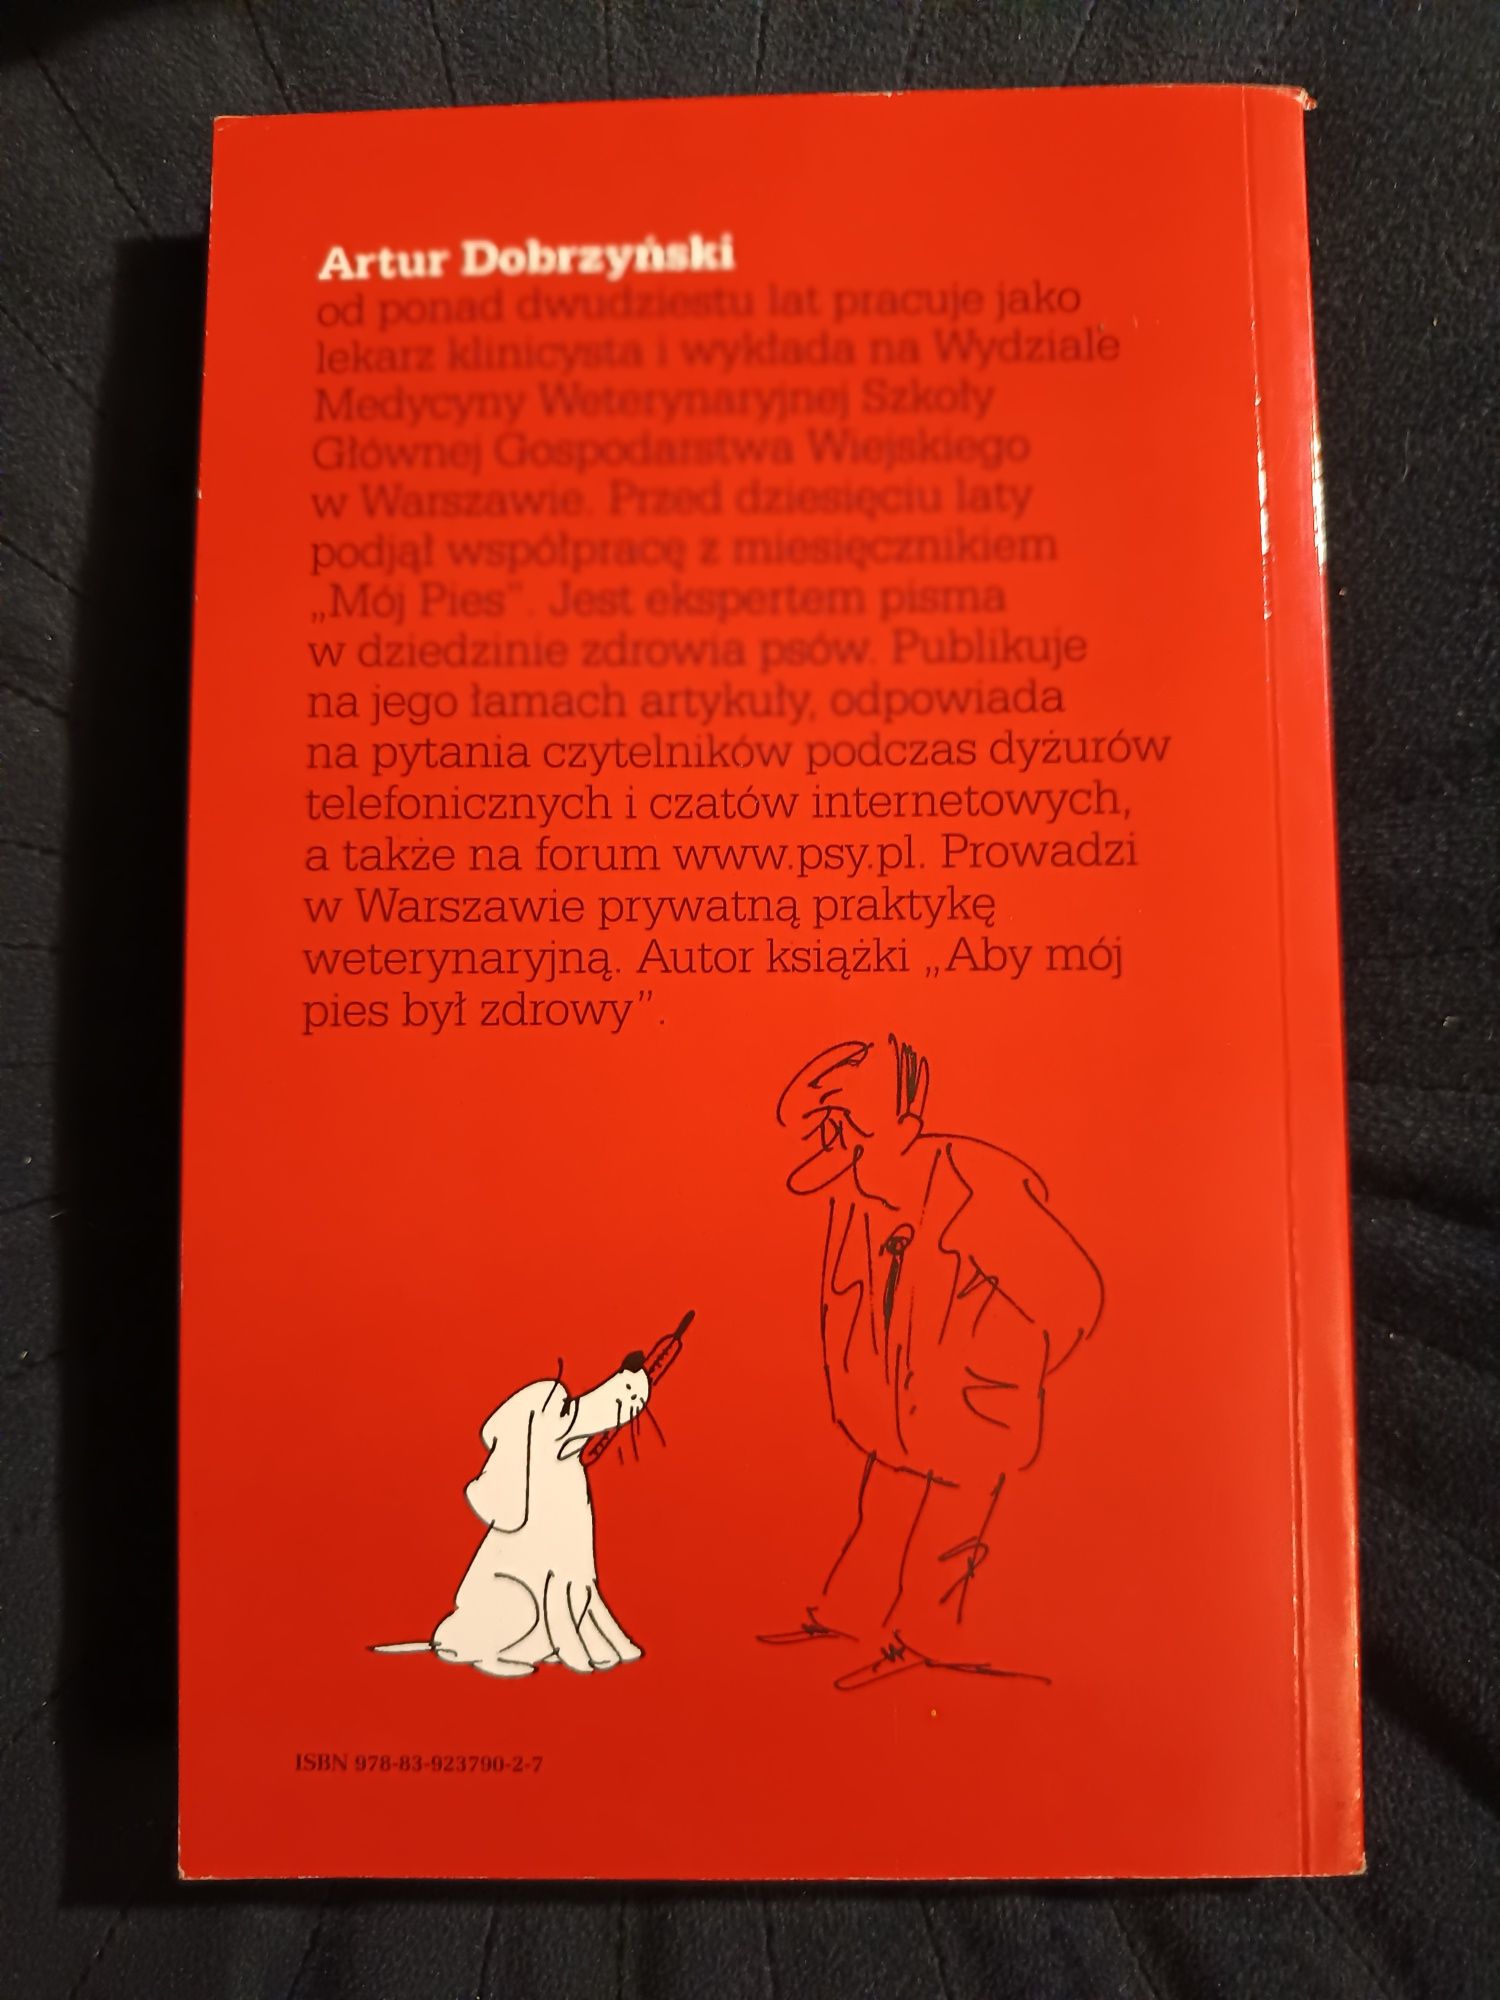 Artur Dobrzyński
od ponad dwudziestu lat pracuje jako
lekarz klinicysta i wykłada na Wydziale
Medycyny Weterynaryjnej Szkoły
Głównej Gospodarstwa Wiejskiego
w Warszawie. Przed dziesięciu laty
podjął współpracę z miesięcznikiem
„Mój Pies”. Jest ekspertem pisma
w dziedzinie zdrowia psów. Publikuje
na jego łamach artykuły, odpowiada
na pytania czytelników podczas dyżurów
telefonicznych i czatów internetowych,
a także na forum www.psy.pl. Prowadzi
w Warszawie prywatną praktykę
weterynaryjną. Autor książki „Aby mój
pies był zdrowy”.
ISBN 978-83-923790-2-7